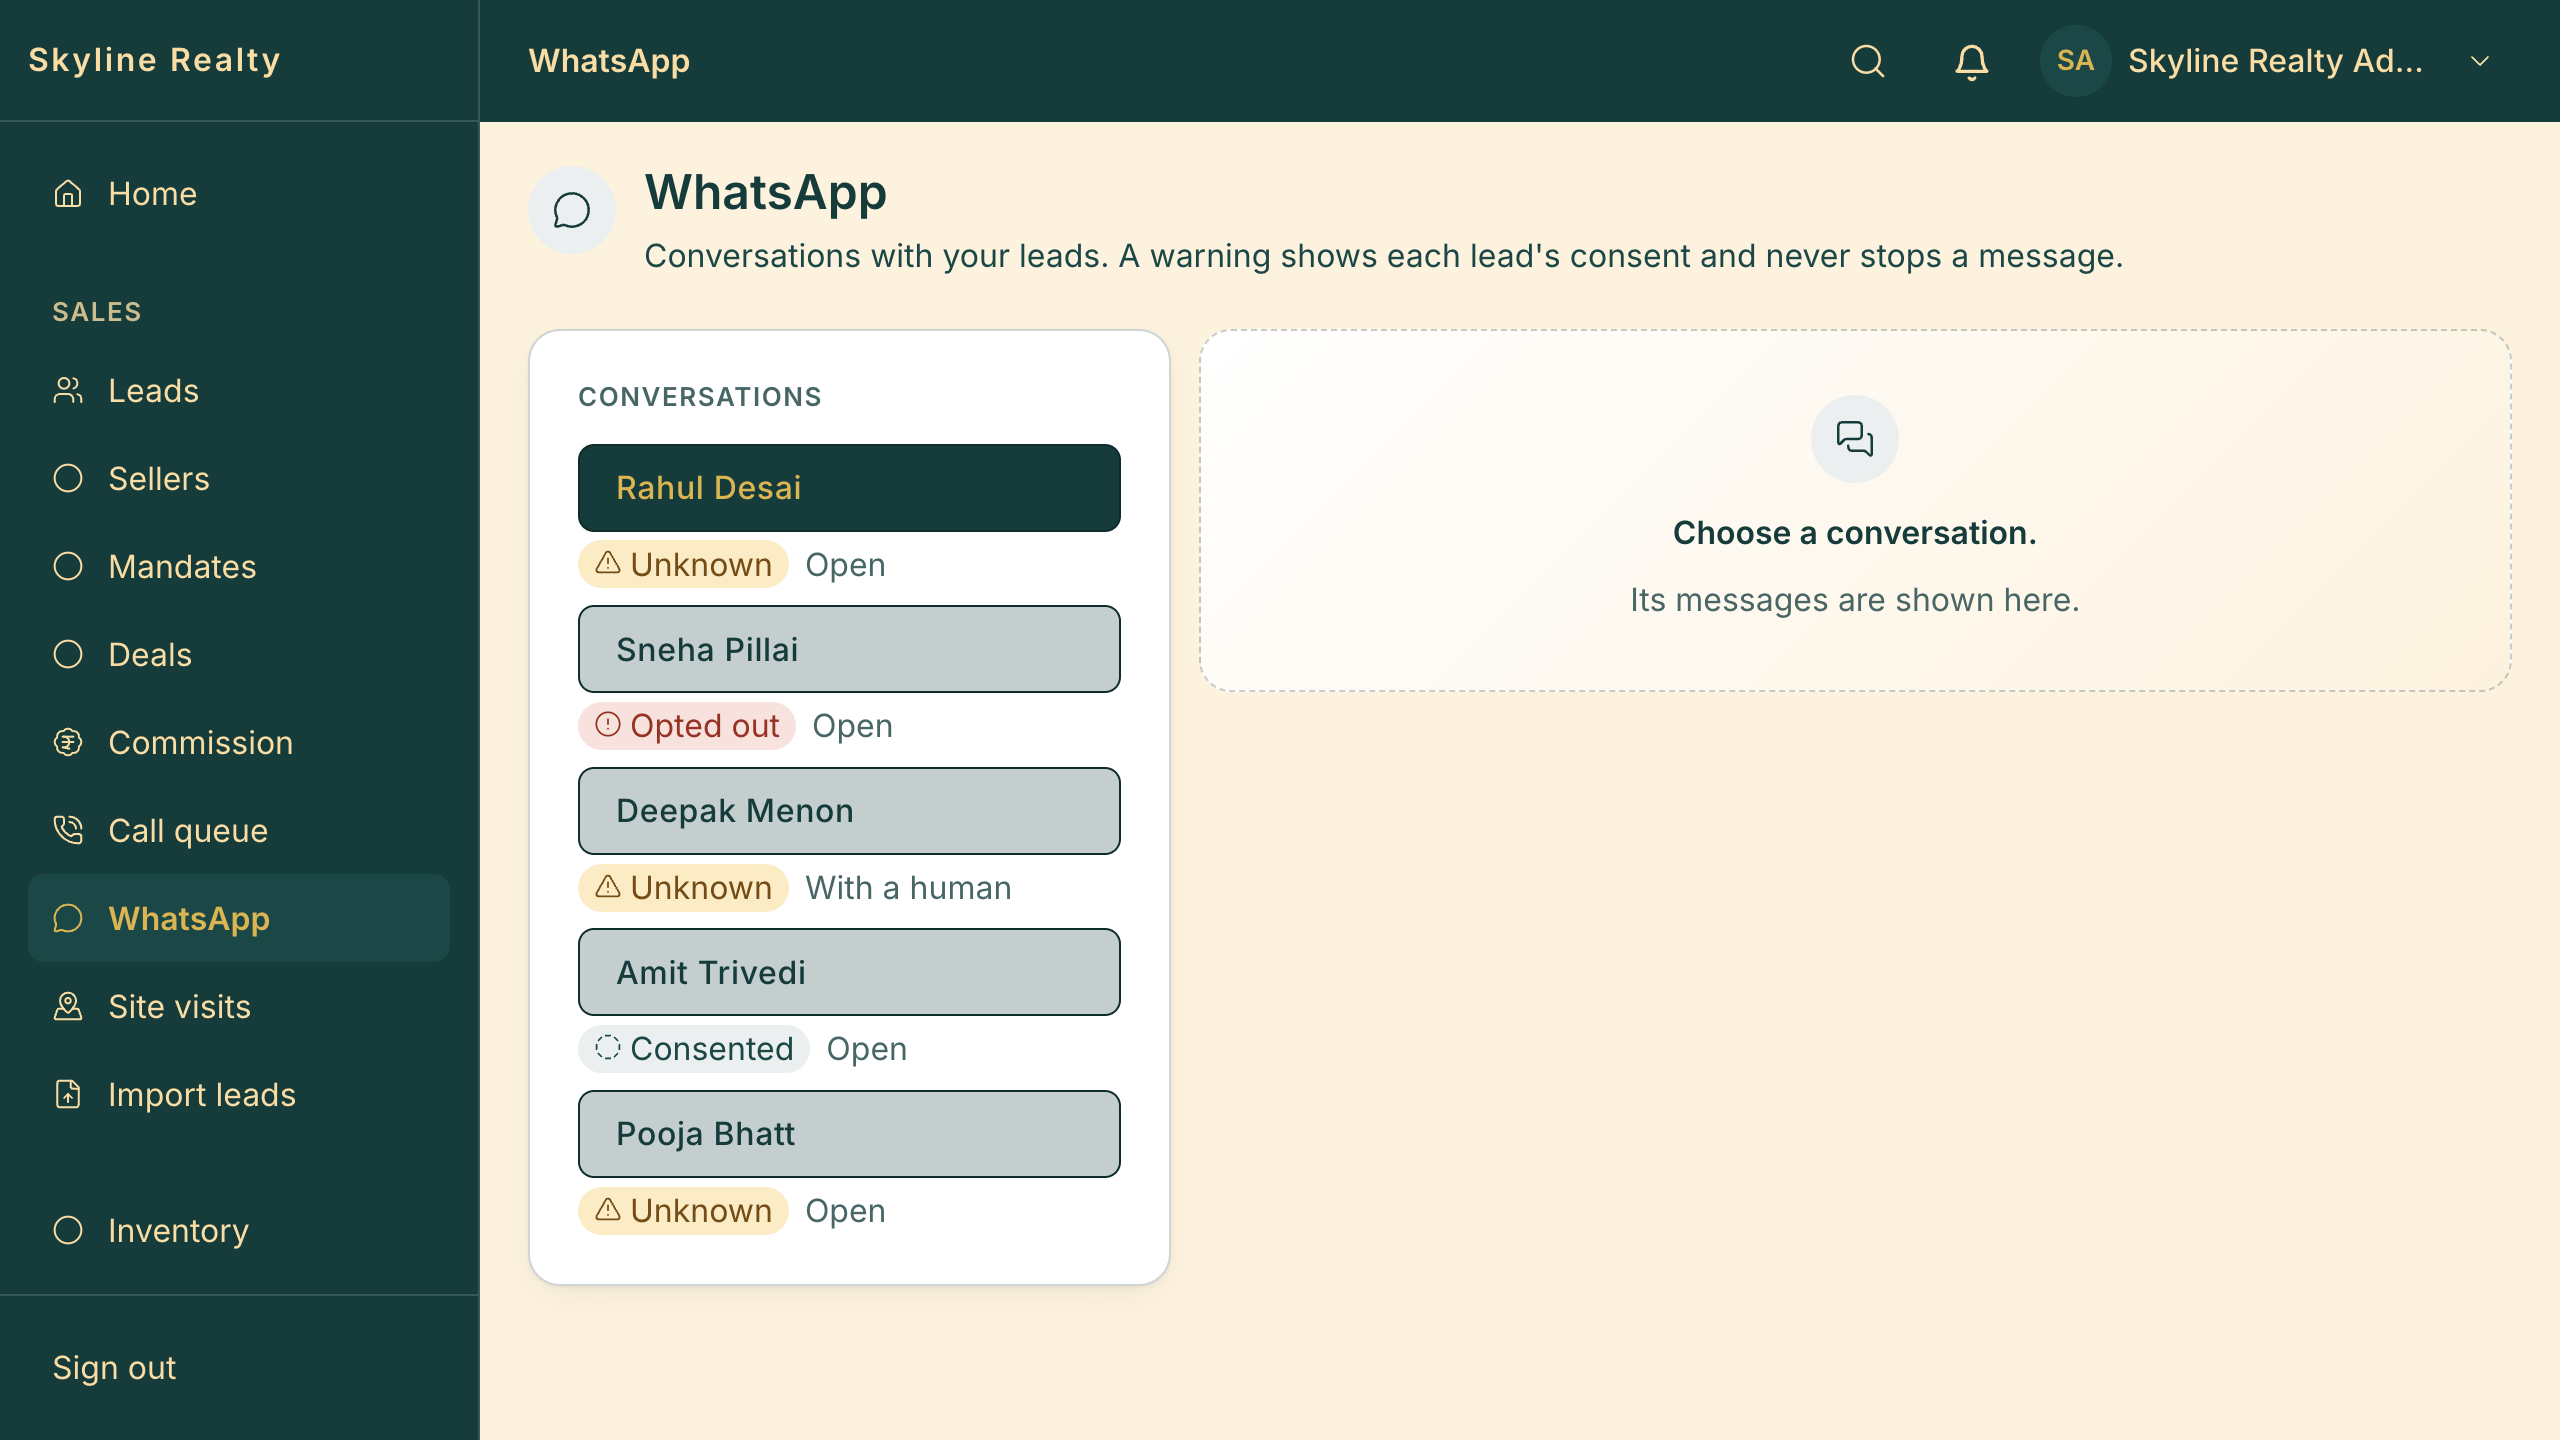 Skyline Realty
WhatsApp
SA
Skyline Realty Ad...
Home
SALES
Leads
Sellers
Mandates
Deals
Commission
Call queue
WhatsApp
Site visits
Import leads
Inventory
Sign out
WhatsApp
Conversations with your leads. A warning shows each lead's consent and never stops a message.
CONVERSATIONS
Rahul Desai
Unknown Open
Sneha Pillai
Opted out Open
Deepak Menon
Unknown With a human
Amit Trivedi
Consented Open
Pooja Bhatt
Unknown Open
Choose a conversation.
Its messages are shown here.